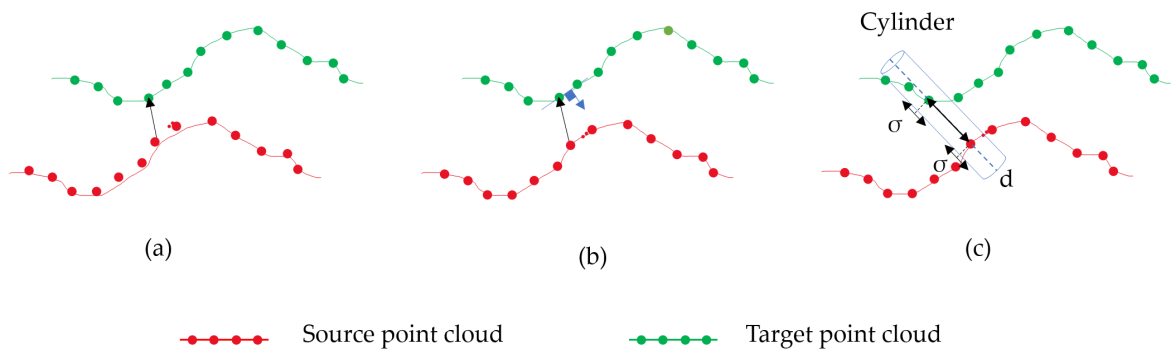 Cylinder
σ
σ
d
(a)
(b)
(c)
Source point cloud
Target point cloud